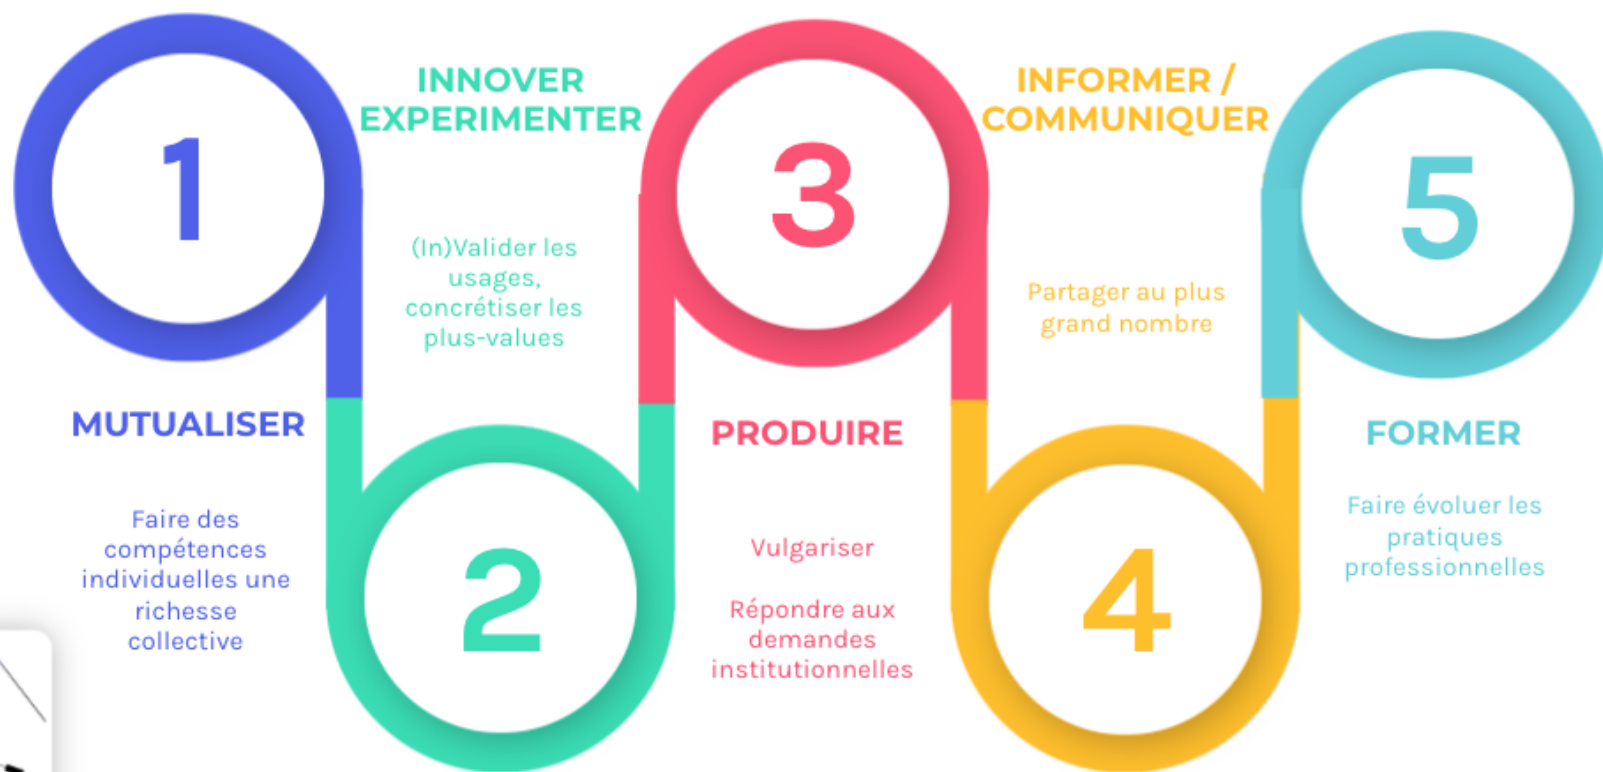 1
MUTUALISER
Faire des
compétences
individuelles une
richesse
collective
INNOVER
EXPERIMENTER
(In)Valider les
usages,
concrétiser les
plus-values
2
3
PRODUIRE
Vulgariser
Répondre aux
demandes
institutionnelles
INFORMER /
COMMUNIQUER
Partager au plus
grand nombre
4
5
FORMER
Faire évoluer les
pratiques
professionnelles